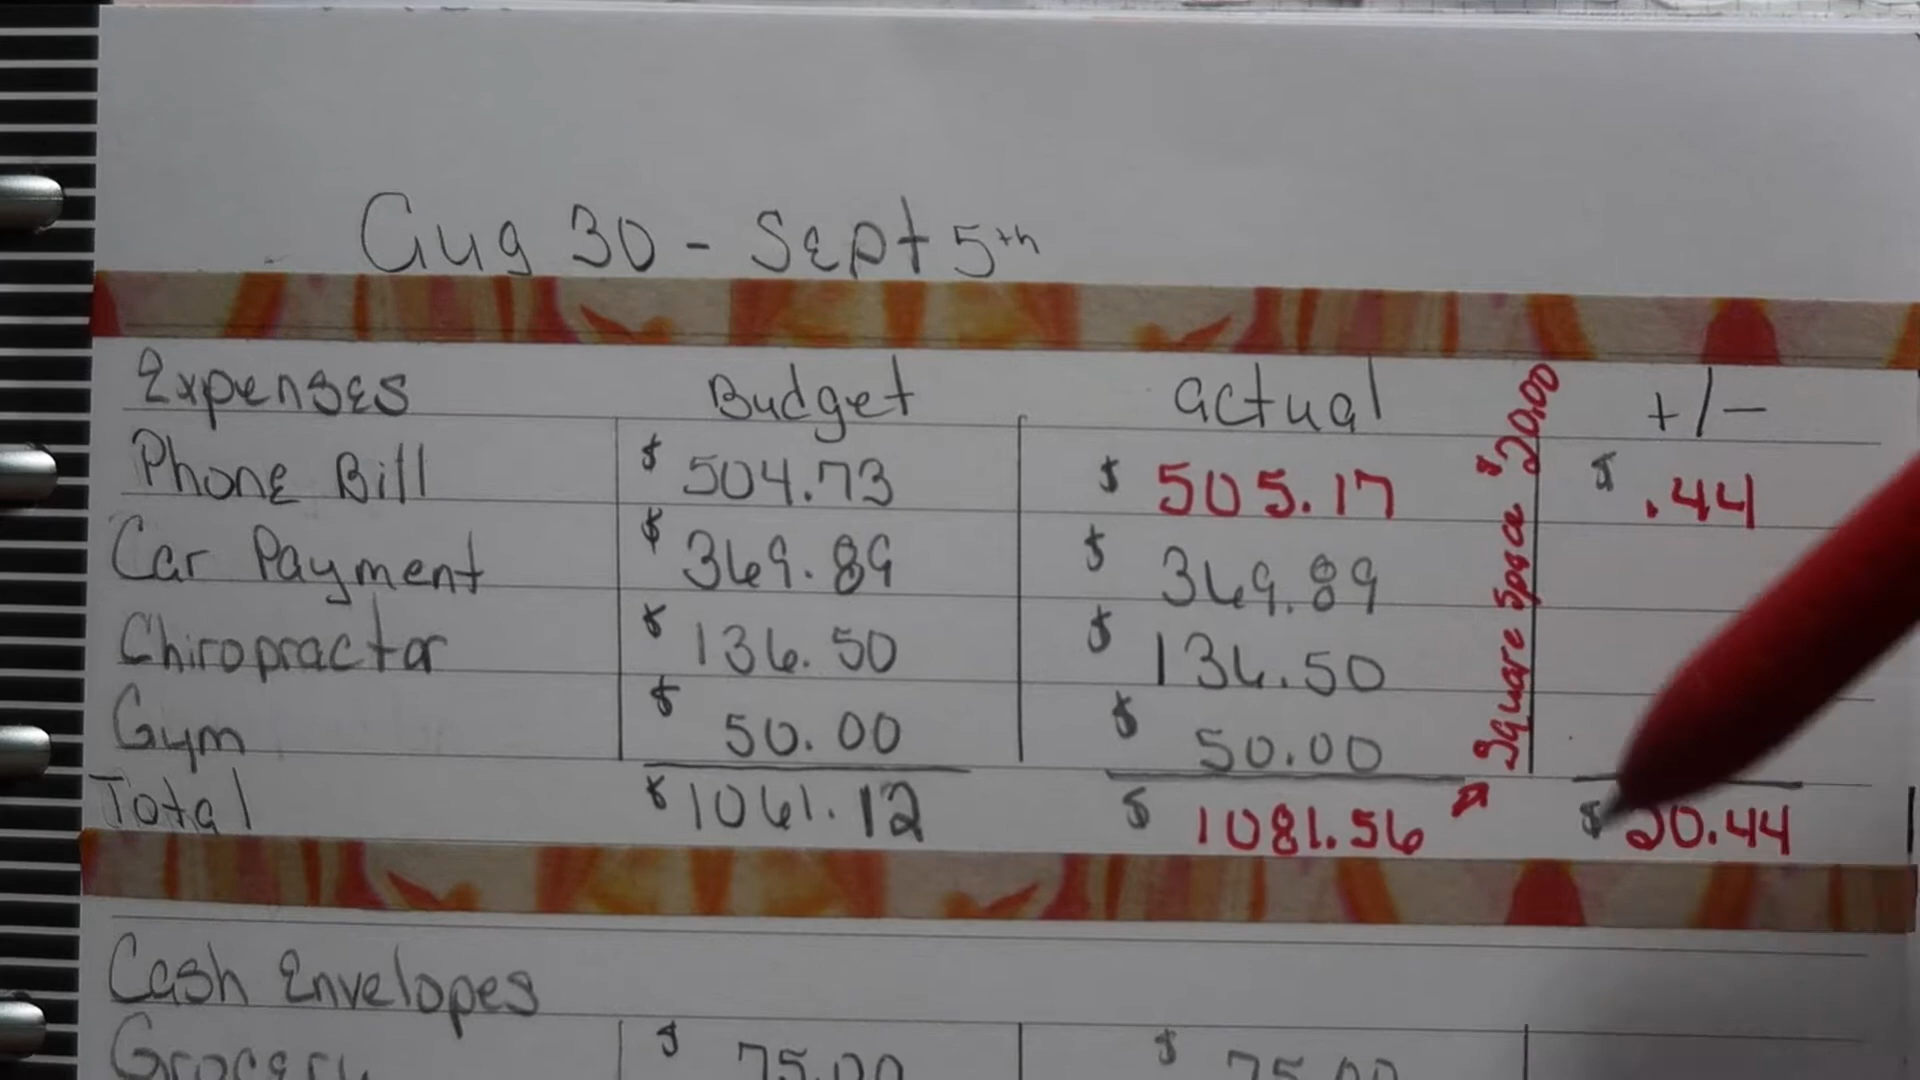 Aug 30 - Sept 5th
Expenses Budget actual +/-
Phone Bill $ 504.73 $ 505.17 $ .44
Car Payment $ 369.89 $ 369.89
Chiropractor $ 136.50 $ 136.50
Gym $ 50.00 $ 50.00
Square Space $20.00
Total $ 1061.12 $ 1081.56 $ 20.44
Cash Envelopes
Grocery $ 75.00 $ 75.00